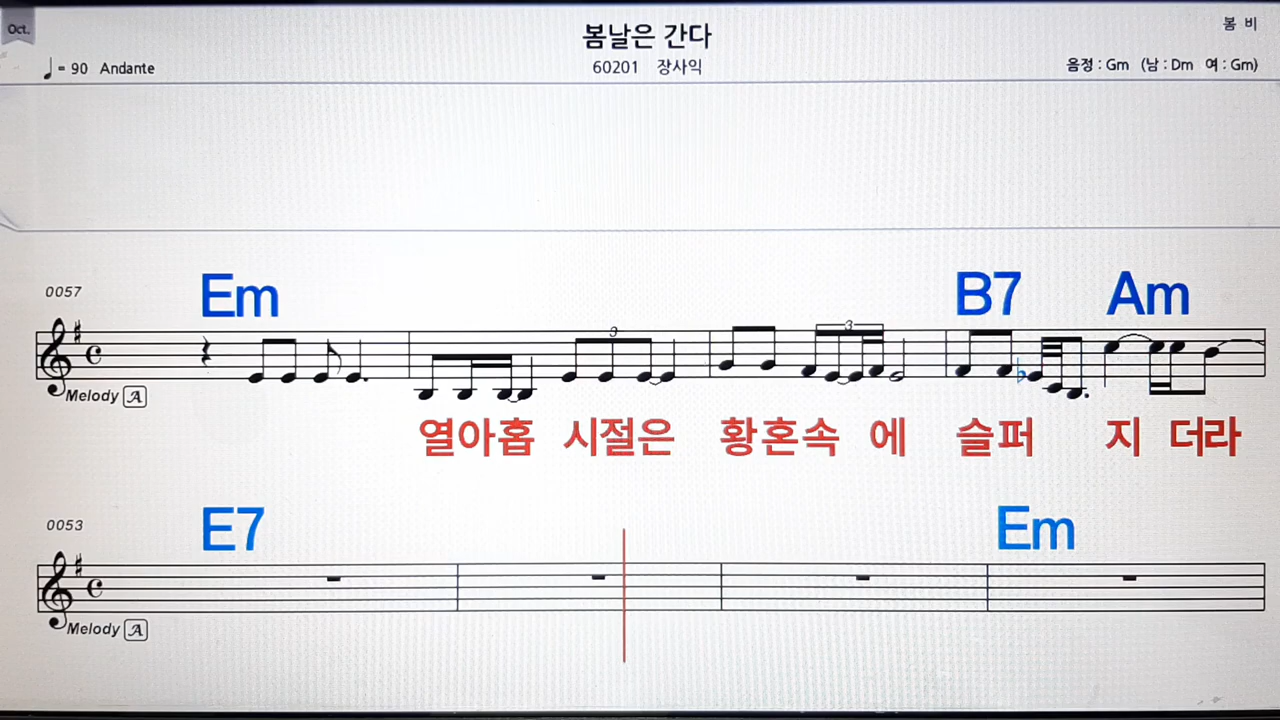 Oct.
봄날은 간다
봄 비
♩= 90 Andante
60201 장사익
음정 : Gm (남 : Dm 여 : Gm)
0057
Em B7 Am
3 3
Melody A
열아홉 시절은 황혼속 에 슬퍼 지 더라
0053
E7 Em
Melody A